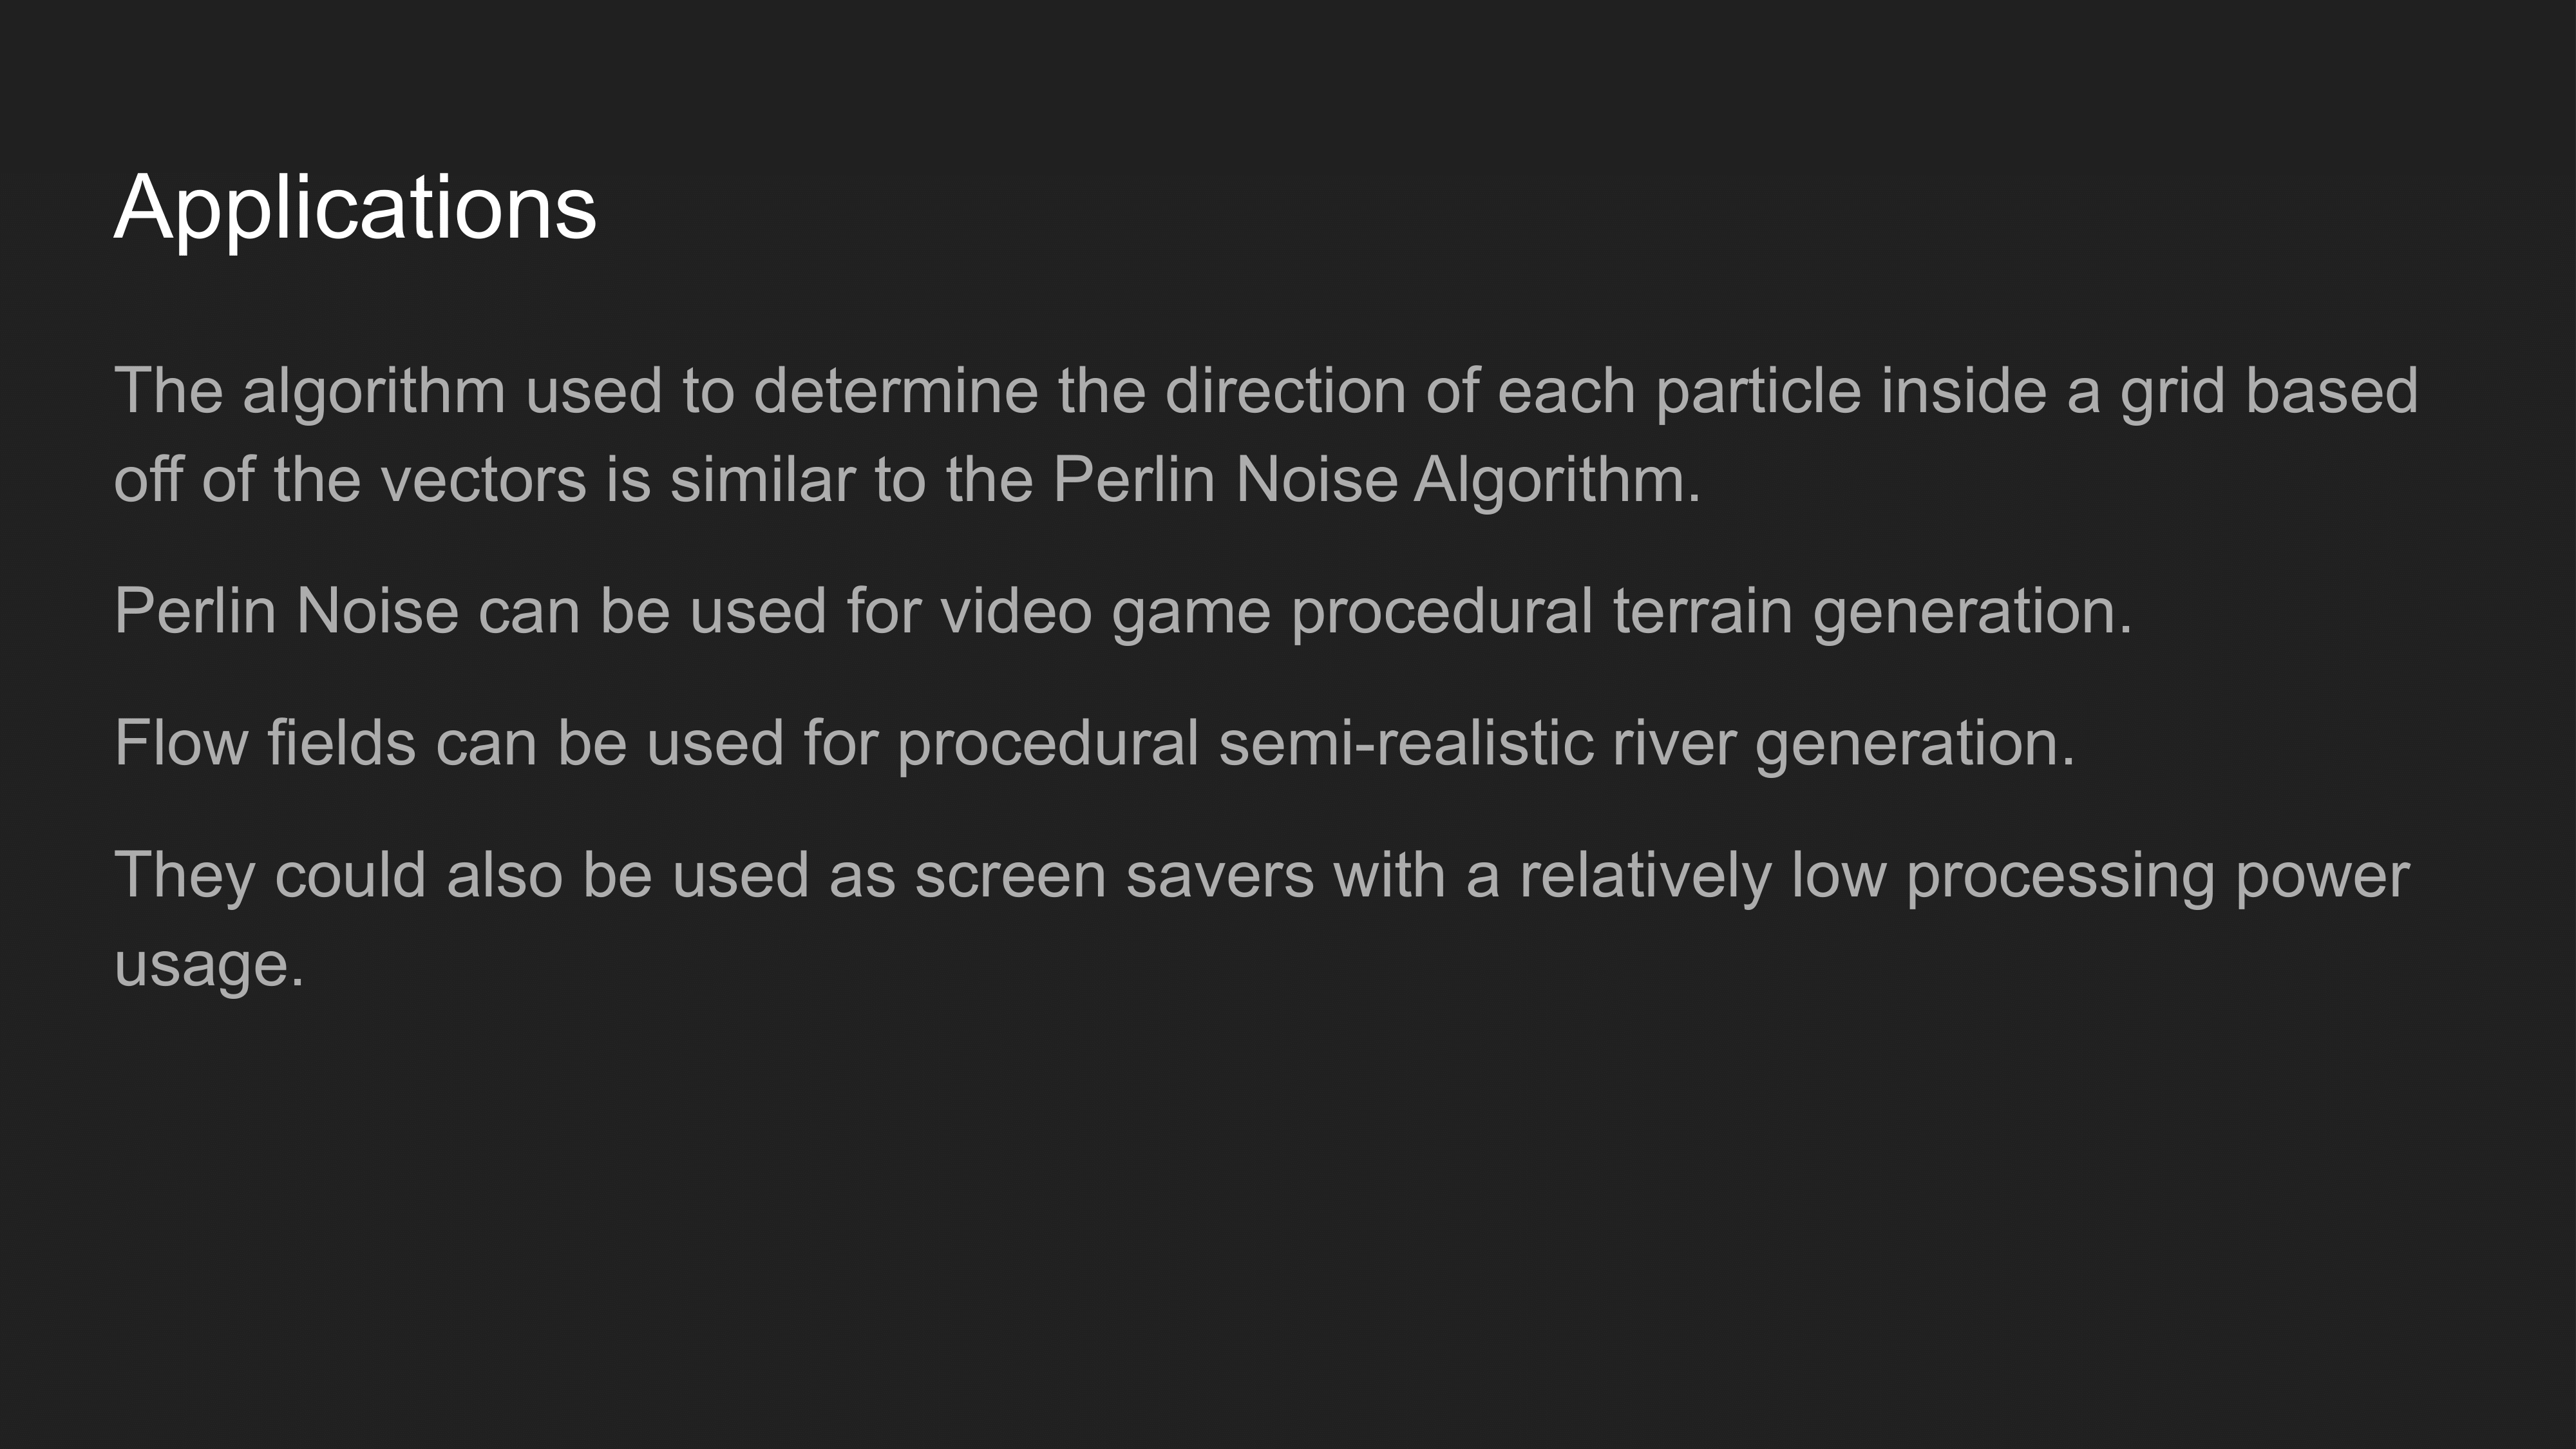 Applications
The algorithm used to determine the direction of each particle inside a grid based
off of the vectors is similar to the Perlin Noise Algorithm.
Perlin Noise can be used for video game procedural terrain generation.
Flow fields can be used for procedural semi-realistic river generation.
They could also be used as screen savers with a relatively low processing power
usage.